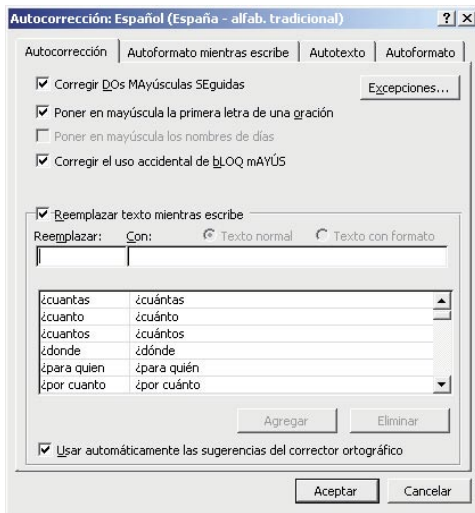 Autocorrección: Español (España - alfab. tradicional)
Autocorrección Autoformato mientras escribe Autotexto Autoformato
Corregir DOs MAyúsculas SEguidas
Excepciones...
Poner en mayúscula la primera letra de una oración
Poner en mayúscula los nombres de días
Corregir el uso accidental de bLOQ mAYÚS
Reemplazar texto mientras escribe
Reemplazar: Con: Texto normal Texto con formato
¿cuantas ¿cuántas
¿cuanto ¿cuánto
¿cuantos ¿cuántos
¿donde ¿dónde
¿para quien ¿para quién
¿por cuanto ¿por cuánto
Agregar Eliminar
Usar automáticamente las sugerencias del corrector ortográfico
Aceptar Cancelar